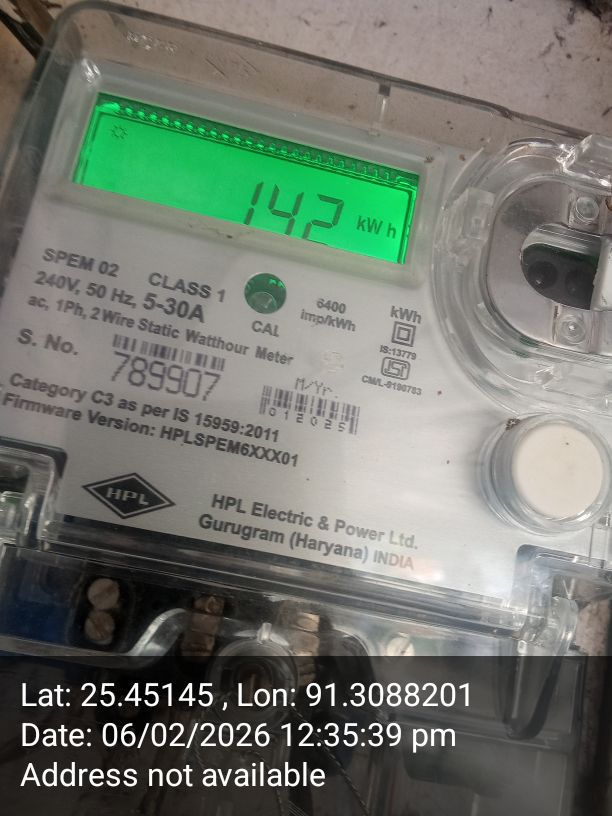 142 kWh
SPEM 02 CLASS 1
240V, 50 Hz, 5-30A
ac, 1Ph, 2 Wire Static Watthour Meter
CAL
6400
imp/kWh
kWh
IS:13779
ISI
CM/L-9190783
S. No.
789907
M/Yr.
012025
Category C3 as per IS 15959:2011
Firmware Version: HPLSPEM6XXX01
HPL
HPL Electric & Power Ltd.
Gurugram (Haryana) INDIA
Lat: 25.45145 , Lon: 91.3088201
Date: 06/02/2026 12:35:39 pm
Address not available